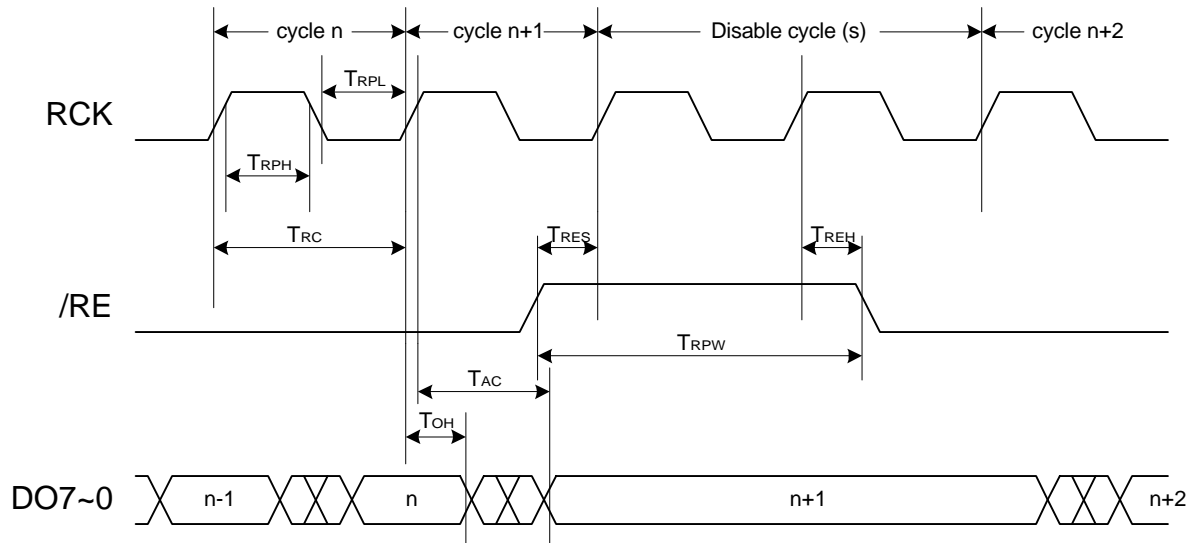 cycle n cycle n+1 Disable cycle (s) cycle n+2
TRPL
RCK
TRPH
TRC TRES TREH
/RE
TRPW
TAC
TOH
DO7~0 n-1 n n+1 n+2